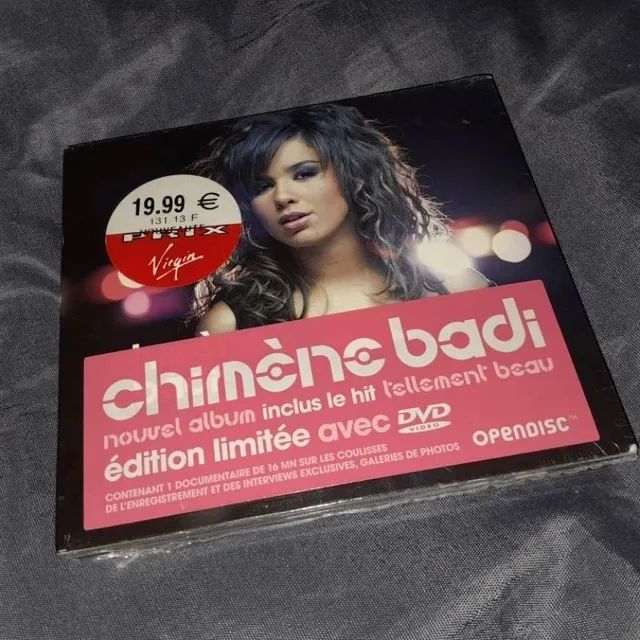 19.99 €
131.13 F
NOUVEAUTÉ
PRIX
Virgin
chimène badi
nouvel album inclus le hit tellement beau
édition limitée avec DVD
VIDEO
CONTENANT 1 DOCUMENTAIRE DE 16 MN SUR LES COULISSES
DE L'ENREGISTREMENT ET DES INTERVIEWS EXCLUSIVES, GALERIES DE PHOTOS
OPENDISC™